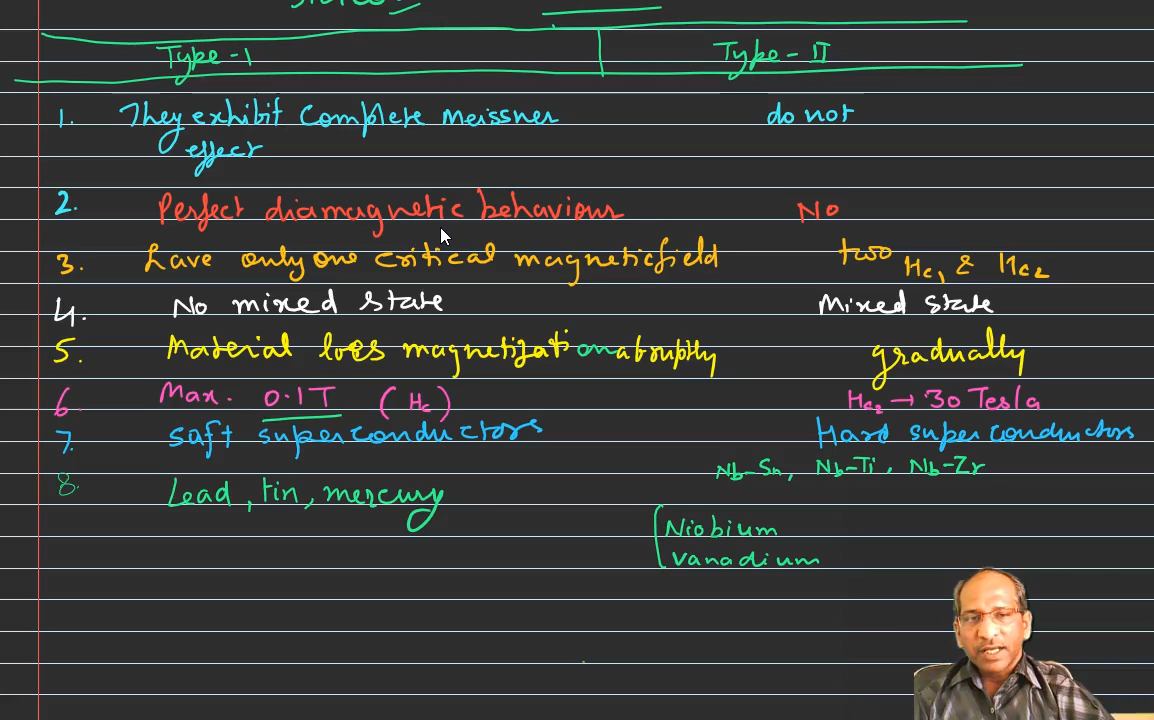 Type-I Type-II
1. They exhibit Complete Meissner do not
effect
2. Perfect diamagnetic behaviour No
3. have only one critical magnetic field two Hc1 & Hc2
4. No mixed state Mixed state
5. Material loses magnetization abruptly gradually
6. Max. 0.1T (Hc) Hc2 → 30 Tesla
7. Saft superconductors Hard superconductors
Nb-Sn, Nb-Ti, Nb-Zr
8. Lead, tin, mercury
Niobium
Vanadium